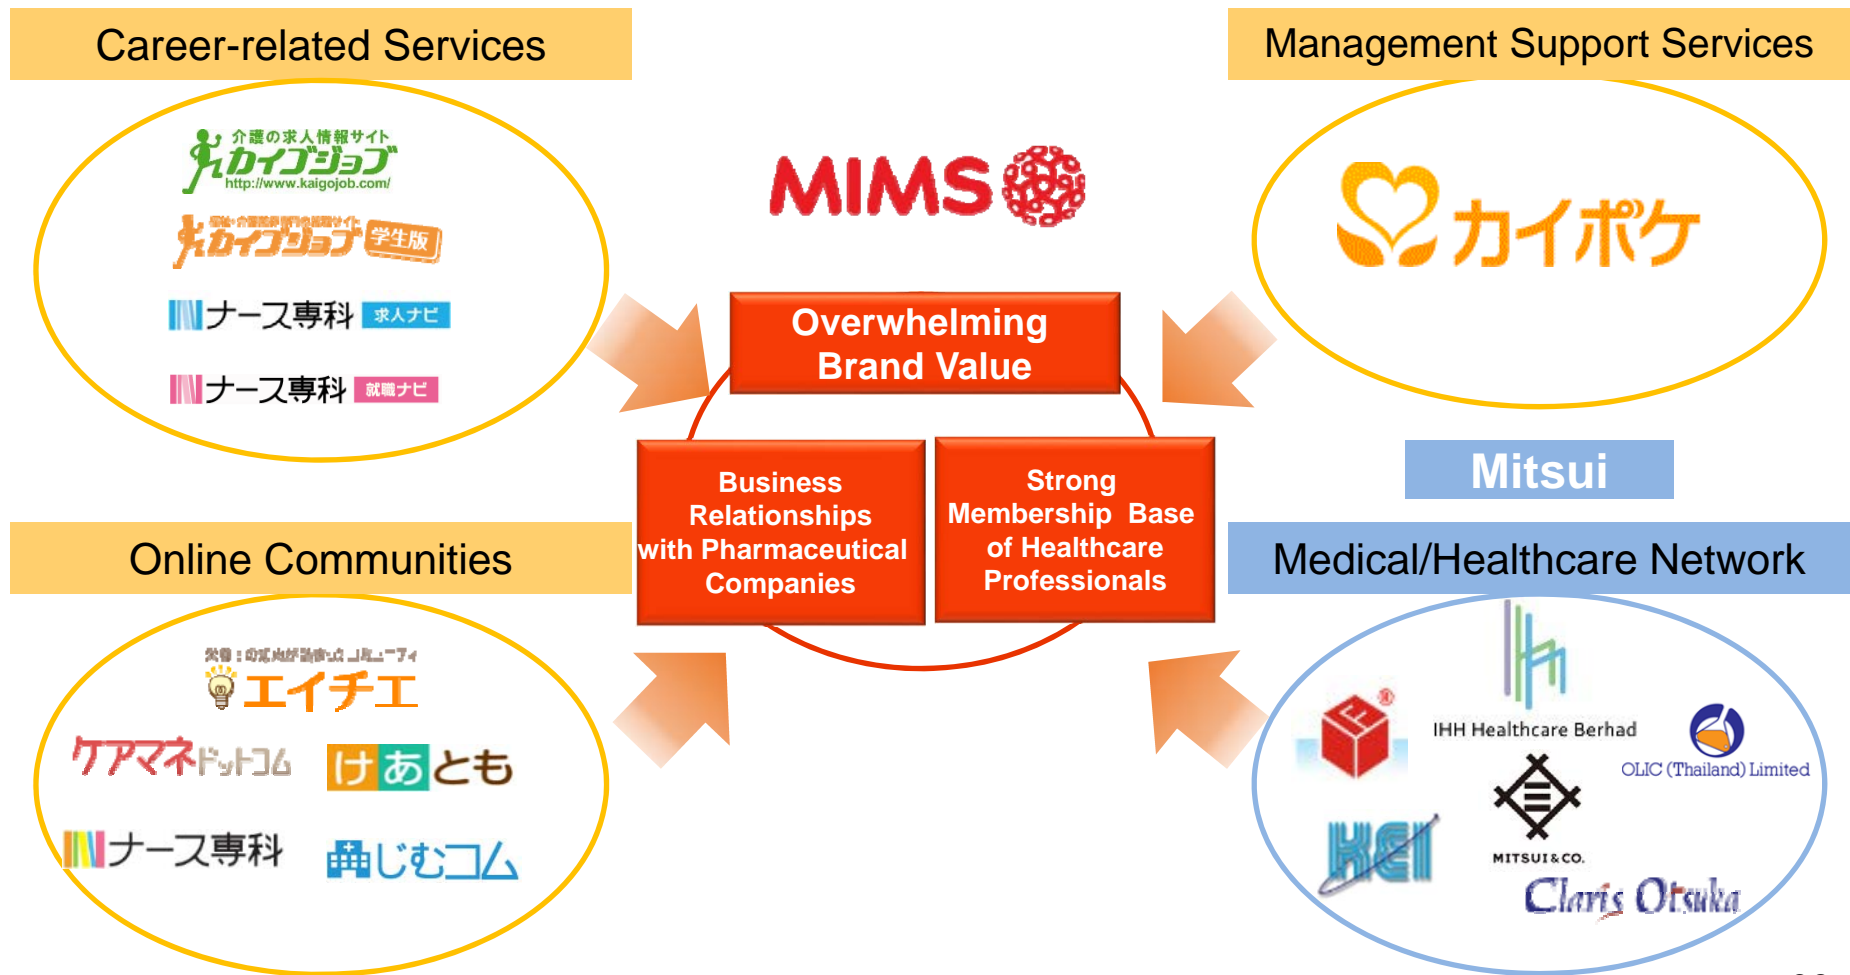 Career-related Services
介護の求人情報サイト
カイゴジョブ
http://www.kaigojob.com/
カイゴジョブ 学生版
ナース専科 求人ナビ
ナース専科 就職ナビ
MIMS
Management Support Services
カイポケ
Overwhelming
Brand Value
Business
Relationships
with Pharmaceutical
Companies
Strong
Membership Base
of Healthcare
Professionals
Online Communities
エイチエ
ケアマネドットコム
けあとも
ナース専科
じむコム
Mitsui
Medical/Healthcare Network
IHH Healthcare Berhad
OLIC (Thailand) Limited
MITSUI & CO.
KEI
Claris Otsuka